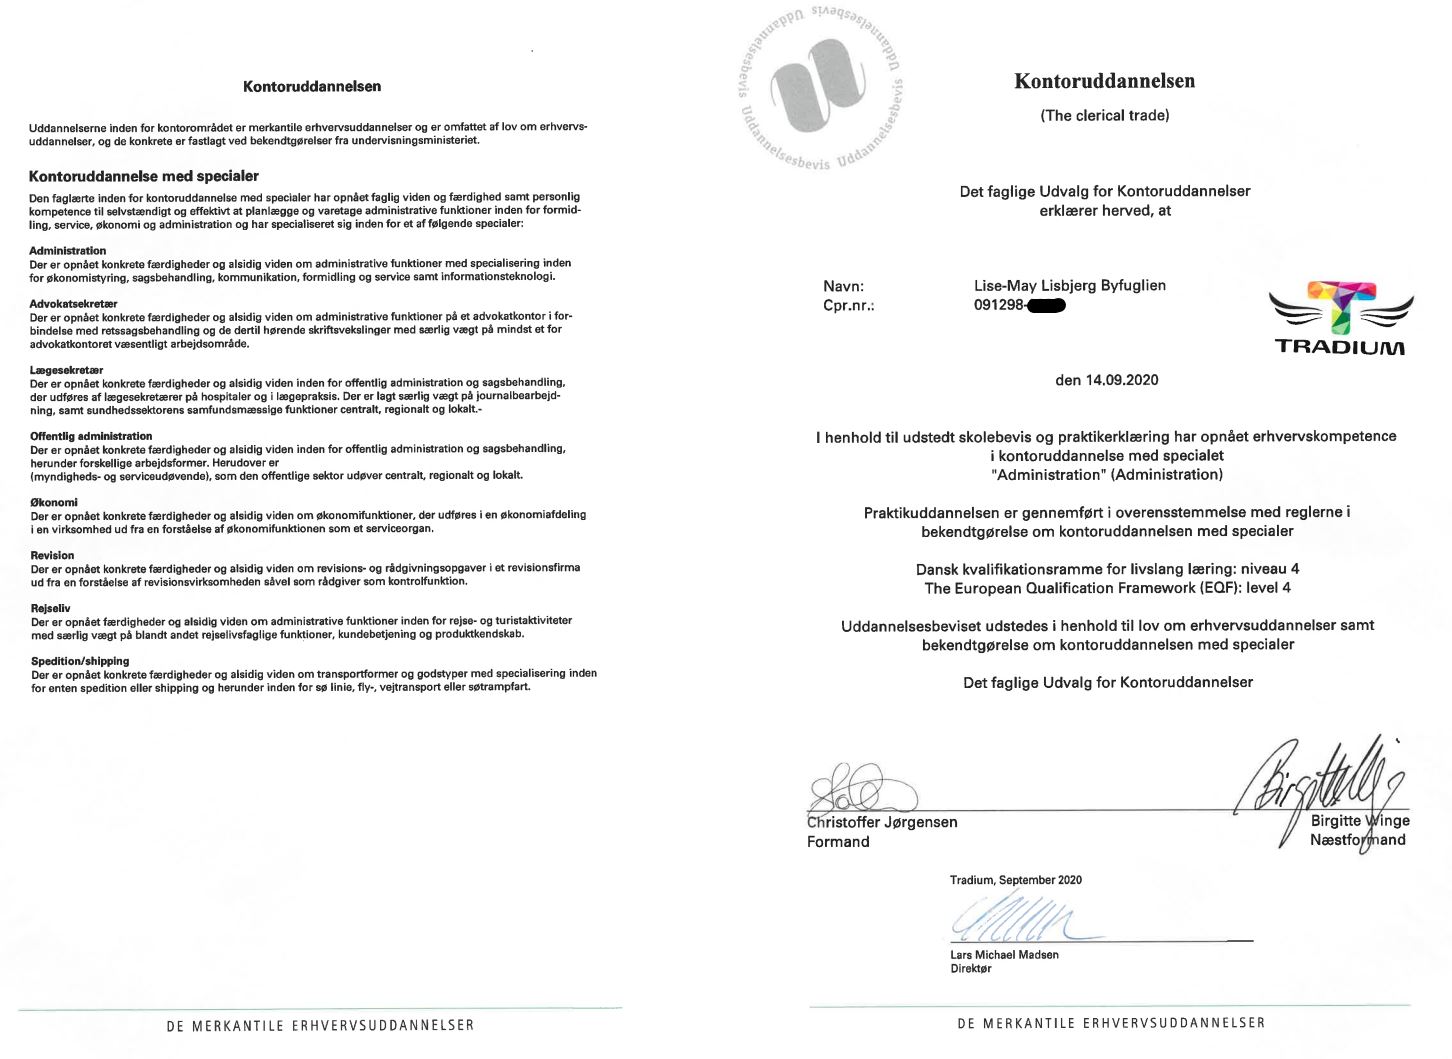 Kontoruddannelsen
Uddannelserne inden for kontorområdet er merkantile erhvervsuddannelser og er omfattet af lov om erhvervs-
uddannelser, og de konkrete er fastlagt ved bekendtgørelser fra undervisningsministeriet.
Kontoruddannelse med specialer
Den faglærte inden for kontoruddannelse med specialer har opnået faglig viden og færdighed samt personlig
kompetence til selvstændigt og effektivt at planlægge og varetage administrative funktioner inden for formid-
ling, service, økonomi og administration og har specialiseret sig inden for et af følgende specialer:
Administration
Der er opnået konkrete færdigheder og alsidig viden om administrative funktioner med specialisering inden
for økonomistyring, sagsbehandling, kommunikation, formidling og service samt informationsteknologi.
Advokatsekretær
Der er opnået konkrete færdigheder og alsidig viden om administrative funktioner på et advokatkontor i for-
bindelse med retssagsbehandling og de dertil hørende skriftsvekslinger med særlig vægt på mindst et for
advokatkontoret væsentligt arbejdsområde.
Lægesekretær
Der er opnået konkrete færdigheder og alsidig viden inden for offentlig administration og sagsbehandling,
der udføres af lægesekretærer på hospitaler og i lægepraksis. Der er lagt særlig vægt på journalbearbejd-
ning, samt sundhedssektorens samfundsmæssige funktioner centralt, regionalt og lokalt.-
Offentlig administration
Der er opnået konkrete færdigheder og alsidig viden inden for offentlig administration og sagsbehandling,
herunder forskellige arbejdsformer. Herudover er
(myndigheds- og serviceudøvende), som den offentlige sektor udøver centralt, regionalt og lokalt.
Økonomi
Der er opnået konkrete færdigheder og alsidig viden om økonomifunktioner, der udføres i en økonomiafdeling
i en virksomhed ud fra en forståelse af økonomifunktionen som et serviceorgan.
Revision
Der er opnået konkrete færdigheder og alsidig viden om revisions- og rådgivningsopgaver i et revisionsfirma
ud fra en forståelse af revisionsvirksomheden såvel som rådgiver som kontrolfunktion.
Rejseliv
Der er opnået færdigheder og alsidig viden om administrative funktioner inden for rejse- og turistaktiviteter
med særlig vægt på blandt andet rejselivsfaglige funktioner, kundebetjening og produktkendskab.
Spedition/shipping
Der er opnået konkrete færdigheder og alsidig viden om transportformer og godstyper med specialisering inden
for enten spedition eller shipping og herunder inden for sø linie, fly-, vejtransport eller søtrampfart.
DE MERKANTILE ERHVERVSUDDANNELSER
Uddannelsesbevis Uddannelsesbevis Uddannelsesbevis Uddannelsesbevis
Kontoruddannelsen
(The clerical trade)
Det faglige Udvalg for Kontoruddannelser
erklærer herved, at
Navn: Lise-May Lisbjerg Byfuglien
Cpr.nr.: 091298-
TRADIUM
den 14.09.2020
I henhold til udstedt skolebevis og praktikerklæring har opnået erhvervskompetence
i kontoruddannelse med specialet
"Administration" (Administration)
Praktikuddannelsen er gennemført i overensstemmelse med reglerne i
bekendtgørelse om kontoruddannelsen med specialer
Dansk kvalifikationsramme for livslang læring: niveau 4
The European Qualification Framework (EQF): level 4
Uddannelsesbeviset udstedes i henhold til lov om erhvervsuddannelser samt
bekendtgørelse om kontoruddannelsen med specialer
Det faglige Udvalg for Kontoruddannelser
Christoffer Jørgensen
Formand
Birgitte Winge
Næstformand
Tradium, September 2020
Lars Michael Madsen
Direktør
DE MERKANTILE ERHVERVSUDDANNELSER